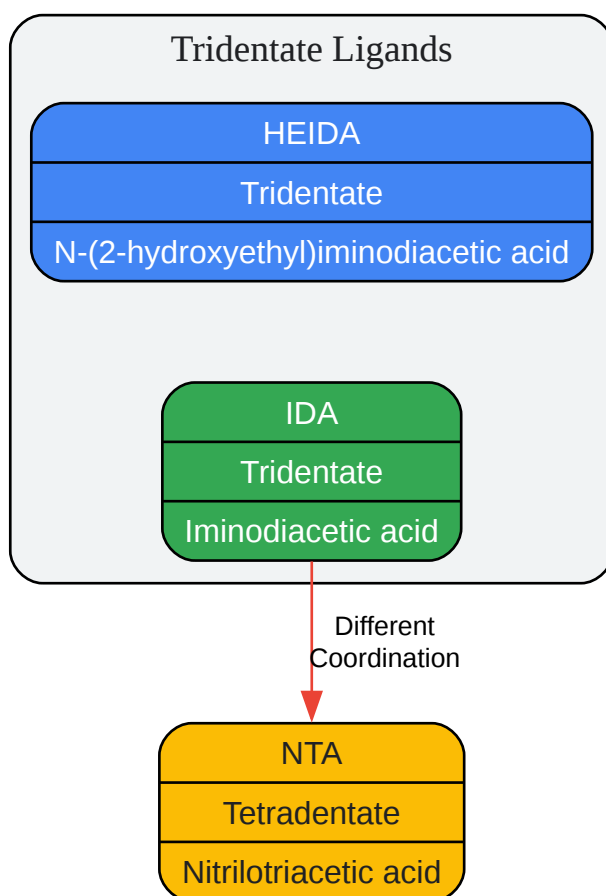 Tridentate Ligands
HEIDA
Tridentate
N-(2-hydroxyethyl)iminodiacetic acid
IDA
Tridentate
Iminodiacetic acid
Different
Coordination
NTA
Tetradentate
Nitrilotriacetic acid